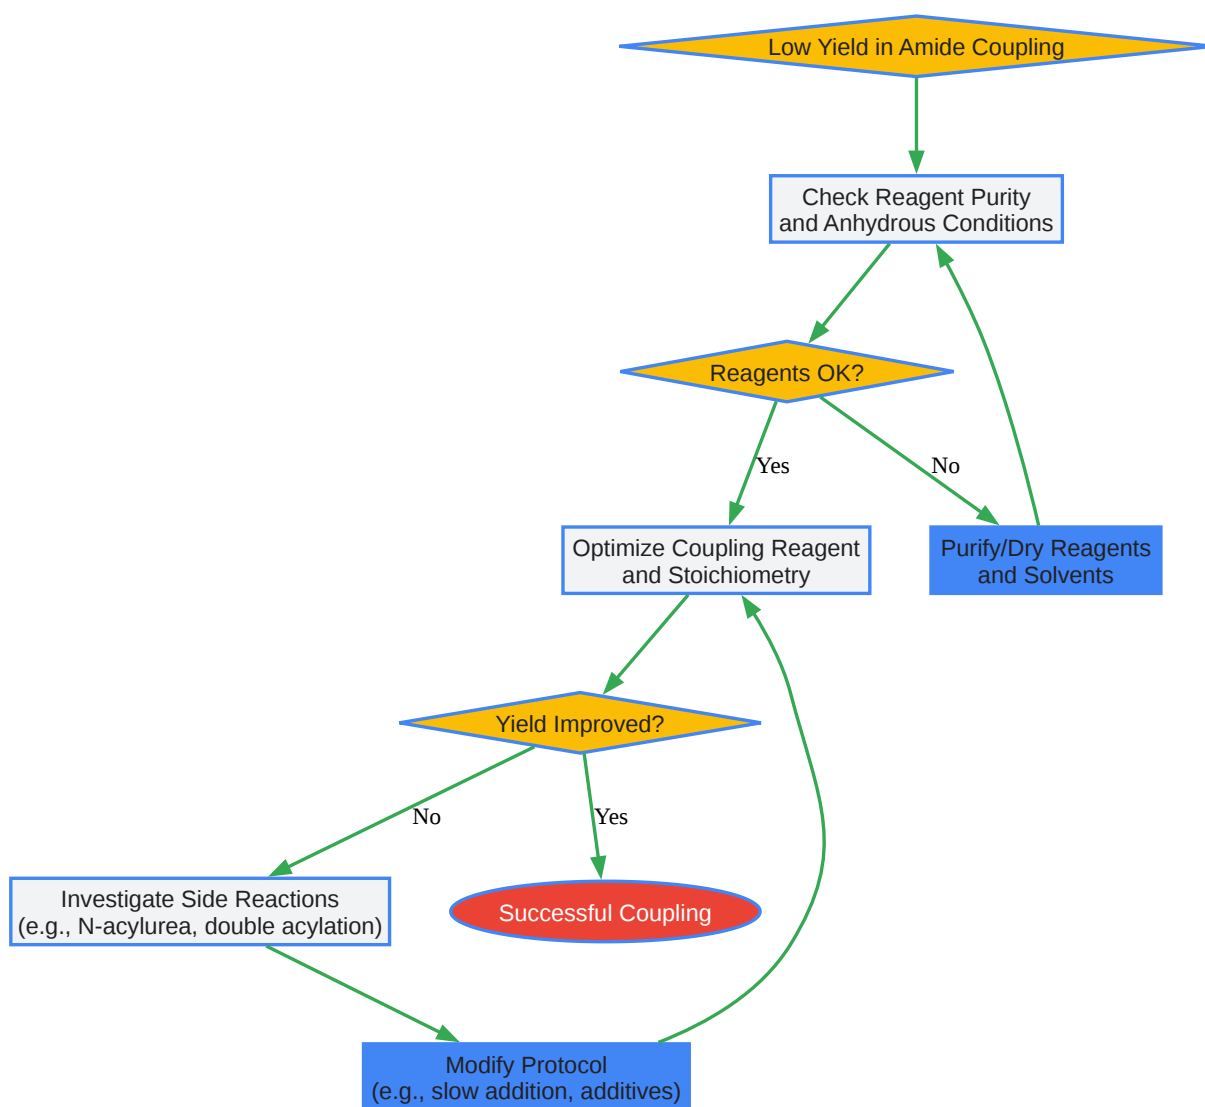 Low Yield in Amide Coupling
Check Reagent Purity
and Anhydrous Conditions
Reagents OK?
Yes
No
Optimize Coupling Reagent
and Stoichiometry
Purify/Dry Reagents
and Solvents
Yield Improved?
No
Yes
Investigate Side Reactions
(e.g., N-acylurea, double acylation)
Successful Coupling
Modify Protocol
(e.g., slow addition, additives)